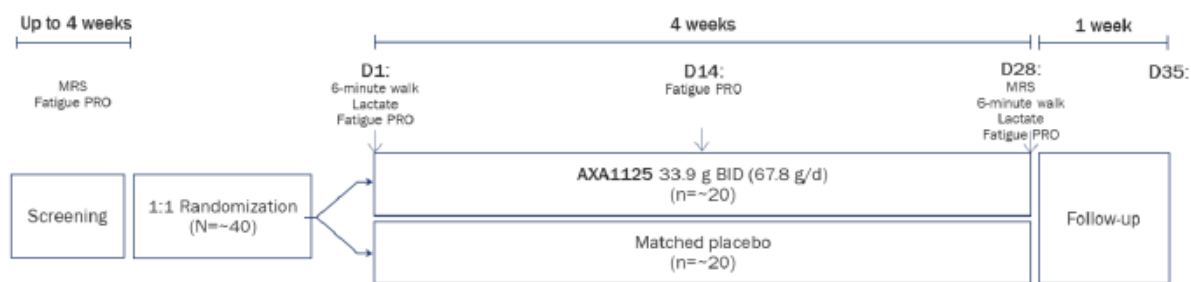 Up to 4 weeks
4 weeks
1 week
MRS
Fatigue PRO
D1:
6-minute walk
Lactate
Fatigue PRO
D14:
Fatigue PRO
D28:
MRS
6-minute walk
Lactate
Fatigue PRO
D35:
Screening
1:1 Randomization
(N=~40)
AXA1125 33.9 g BID (67.8 g/d)
(n=~20)
Matched placebo
(n=~20)
Follow-up